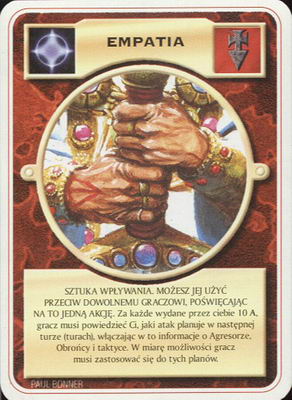 EMPATIA
SZTUKA WPŁYWANIA. MOŻESZ JEJ UŻYĆ
PRZECIW DOWOLNEMU GRACZOWI, POŚWIĘCAJĄC
NA TO JEDNĄ AKCJĘ. Za każde wydane przez ciebie 10 A,
gracz musi powiedzieć Ci, jaki atak planuje w następnej
turze (turach), włączając w to informacje o Agresorze,
Obrońcy i taktyce. W miarę możliwości gracz
musi zastosować się do tych planów.
PAUL BONNER